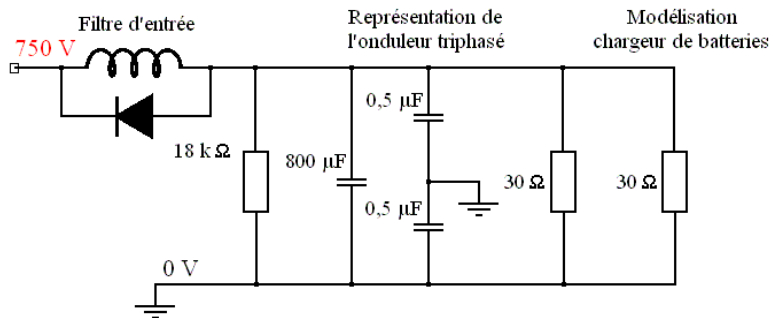 Filtre d'entrée
Représentation de
l'onduleur triphasé
Modélisation
chargeur de batteries
750 V
0,5 µF
18 k Ω
800 µF
30 Ω
30 Ω
0,5 µF
0 V